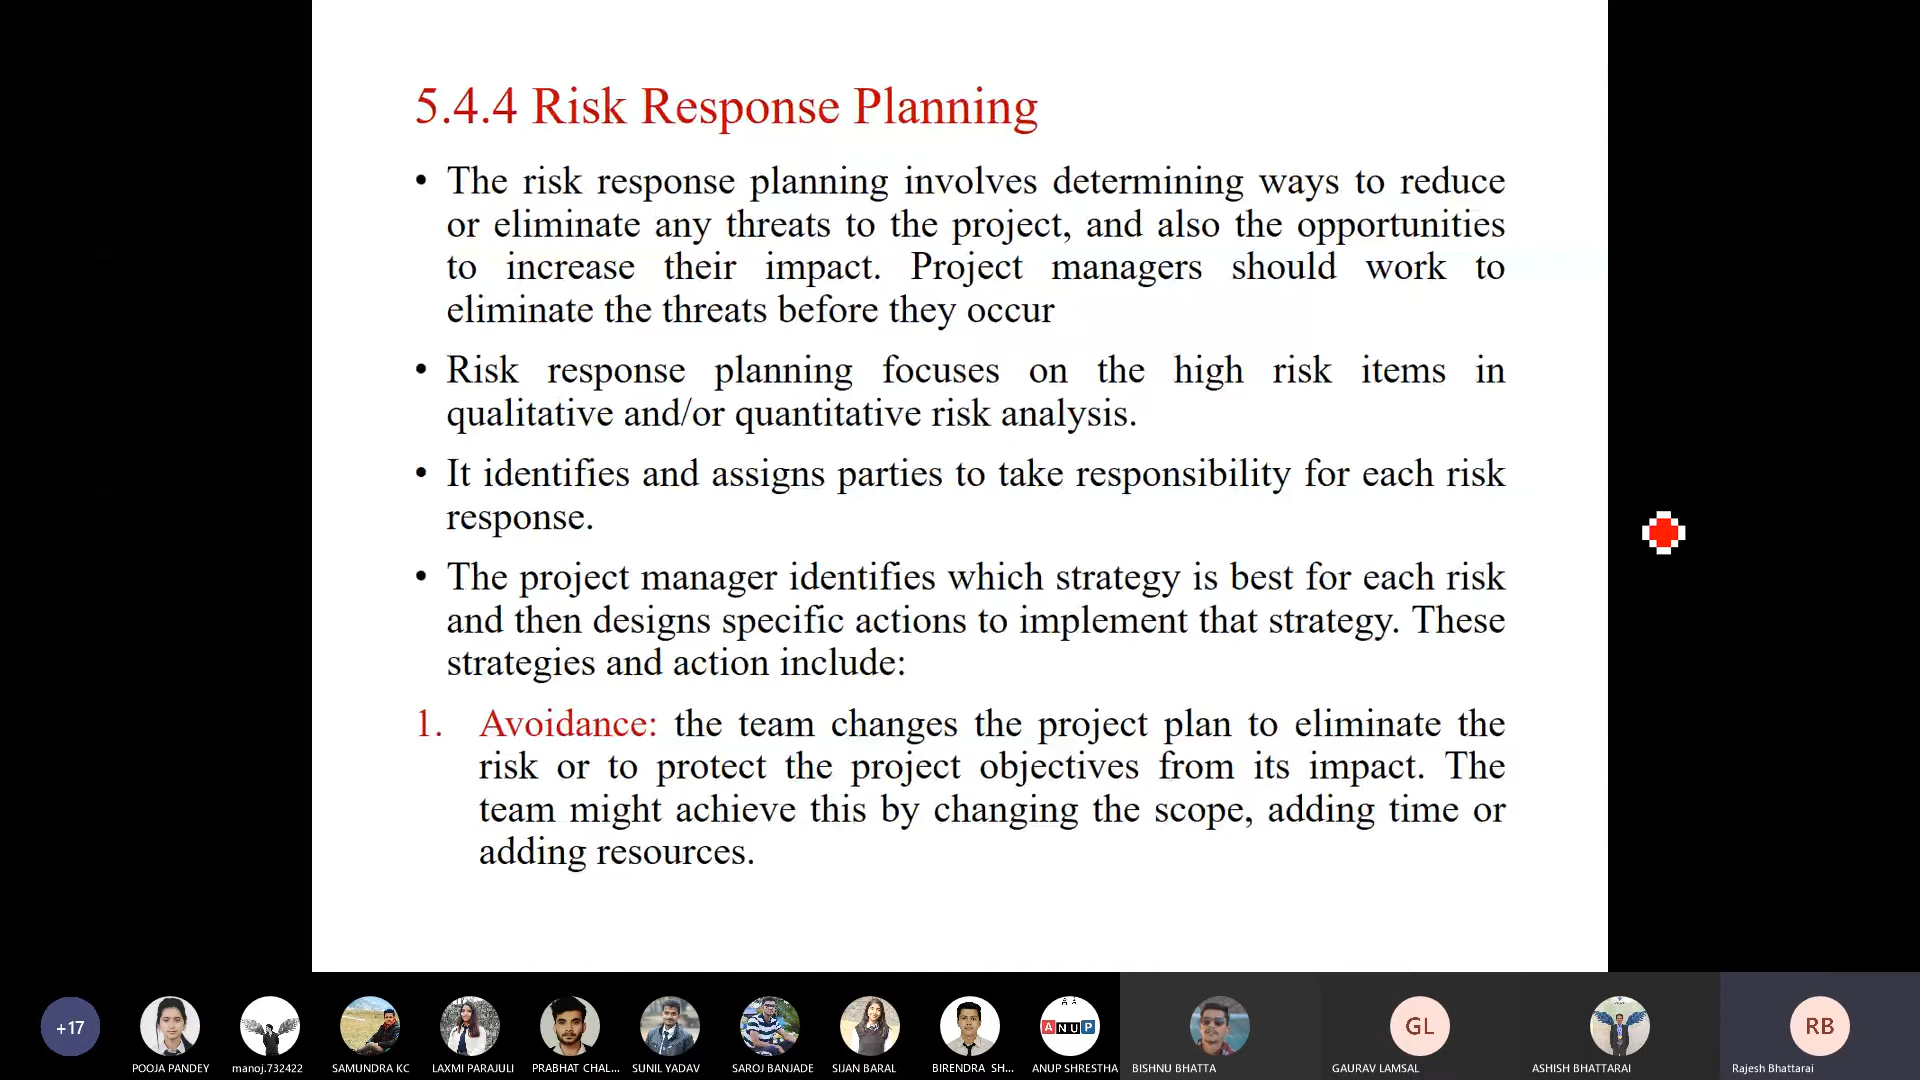 5.4.4 Risk Response Planning
• The risk response planning involves determining ways to reduce
or eliminate any threats to the project, and also the opportunities
to increase their impact. Project managers should work to
eliminate the threats before they occur
• Risk response planning focuses on the high risk items in
qualitative and/or quantitative risk analysis.
• It identifies and assigns parties to take responsibility for each risk
response.
• The project manager identifies which strategy is best for each risk
and then designs specific actions to implement that strategy. These
strategies and action include:
1. Avoidance: the team changes the project plan to eliminate the
risk or to protect the project objectives from its impact. The
team might achieve this by changing the scope, adding time or
adding resources.
+17
ANUP
GL
RB
POOJA PANDEY
manoj.732422
SAMUNDRA KC
LAXMI PARAJULI
PRABHAT CHAL...
SUNIL YADAV
SAROJ BANJADE
SIJAN BARAL
BIRENDRA SH...
ANUP SHRESTHA
BISHNU BHATTA
GAURAV LAMSAL
ASHISH BHATTARAI
Rajesh Bhattarai